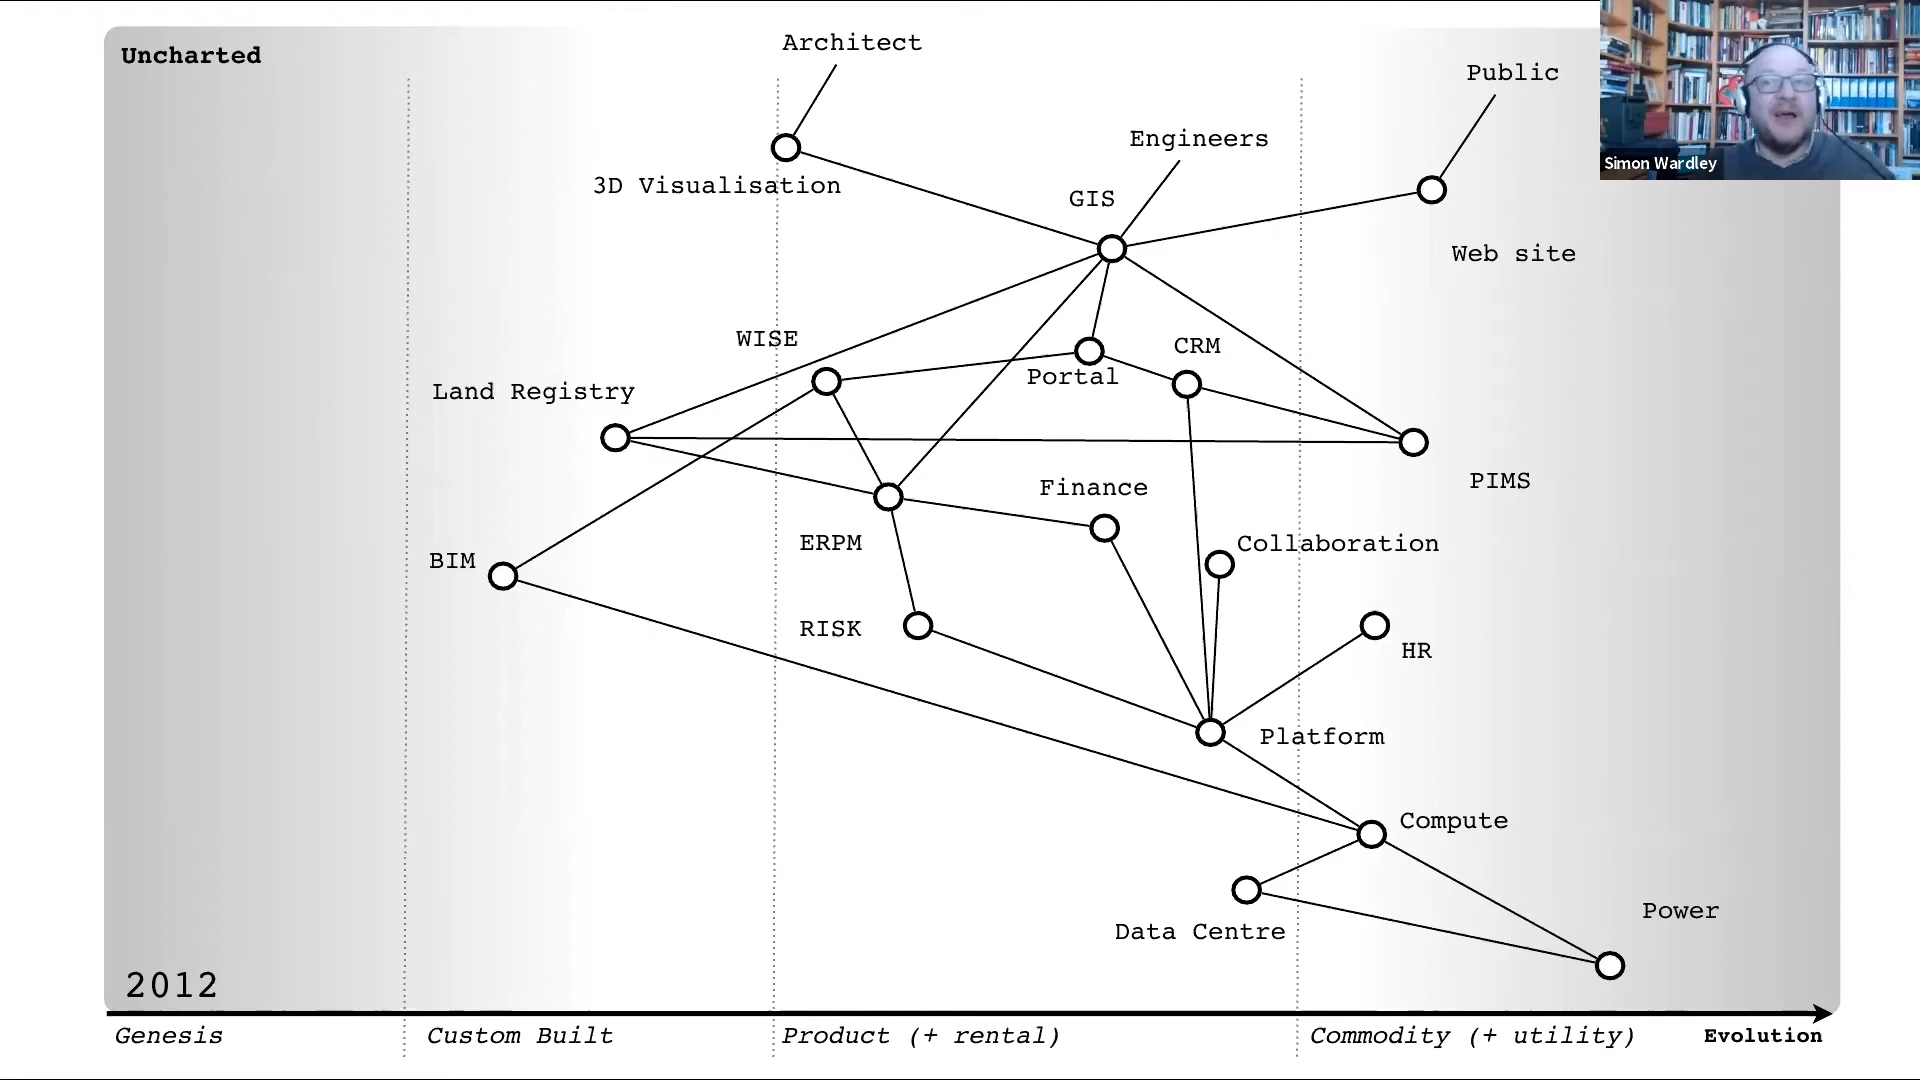 Architect
Uncharted
Public
Engineers
Simon Wardley
3D Visualisation
GIS
Web site
WISE
CRM
Portal
Land Registry
PIMS
Finance
ERPM
Collaboration
BIM
RISK
HR
Platform
Compute
Power
Data Centre
2012
Genesis
Custom Built
Product (+ rental)
Commodity (+ utility)
Evolution